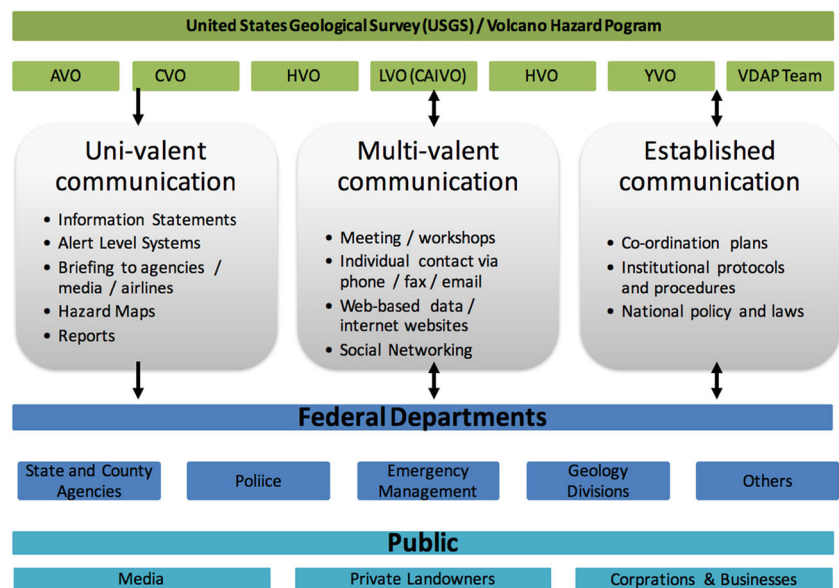 United States Geological Survey (USGS) / Volcano Hazard Pogram
AVO
CVO
HVO
LVO (CAlVO)
HVO
YVO
VDAP Team
Uni-valent
communication
• Information Statements
• Alert Level Systems
• Briefing to agencies /
media / airlines
• Hazard Maps
• Reports
Multi-valent
communication
• Meeting / workshops
• Individual contact via
phone / fax / email
• Web-based data /
internet websites
• Social Networking
Established
communication
• Co-ordination plans
• Institutional protocols
and procedures
• National policy and laws
Federal Departments
State and County
Agencies
Poliice
Emergency
Management
Geology
Divisions
Others
Public
Media
Private Landowners
Corprations & Businesses